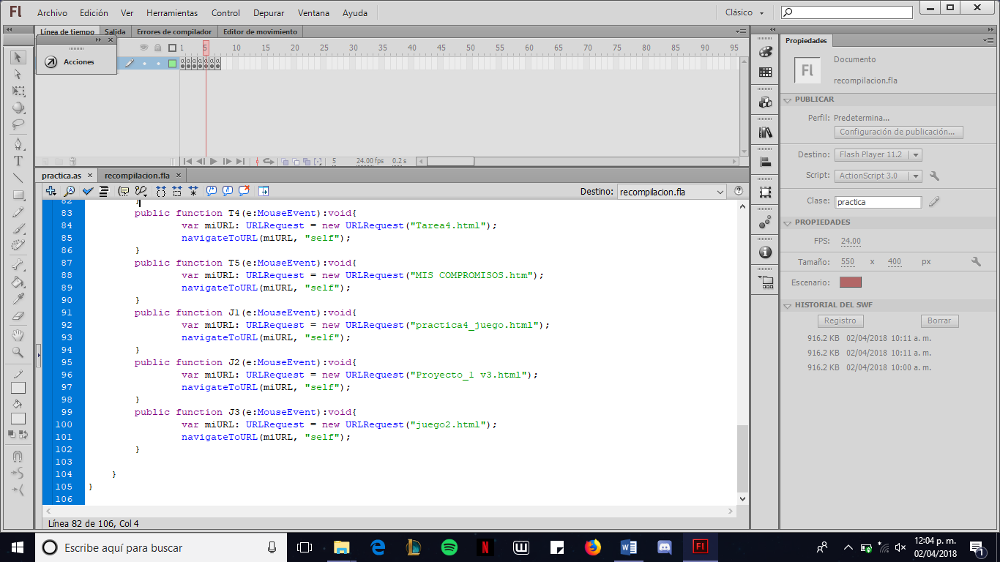 Fl Archivo Edición Ver Herramientas Control Depurar Ventana Ayuda Clásico
Línea de tiempo Salida Errores de compilador Editor de movimiento
Acciones
1 5 10 15 20 25 30 35 40 45 50 55 60 65 70 75 80 85 90 95
5 24.00 fps 0.2 s
practica.as recompilacion.fla
Destino: recompilacion.fla
82 }
83 public function T4(e:MouseEvent):void{
84 var miURL: URLRequest = new URLRequest("Tarea4.html");
85 navigateToURL(miURL, "self");
86 }
87 public function T5(e:MouseEvent):void{
88 var miURL: URLRequest = new URLRequest("MIS COMPROMISOS.htm");
89 navigateToURL(miURL, "self");
90 }
91 public function J1(e:MouseEvent):void{
92 var miURL: URLRequest = new URLRequest("practica4_juego.html");
93 navigateToURL(miURL, "self");
94 }
95 public function J2(e:MouseEvent):void{
96 var miURL: URLRequest = new URLRequest("Proyecto_1 v3.html");
97 navigateToURL(miURL, "self");
98 }
99 public function J3(e:MouseEvent):void{
100 var miURL: URLRequest = new URLRequest("juego2.html");
101 navigateToURL(miURL, "self");
102 }
103
104 }
105 }
106
Línea 82 de 106, Col 4
Propiedades
Fl
Documento
recompilacion.fla
PUBLICAR
Perfil: Predetermina...
Configuración de publicación...
Destino: Flash Player 11.2
Script: ActionScript 3.0
Clase: practica
PROPIEDADES
FPS: 24.00
Tamaño: 550 x 400 px
Escenario:
HISTORIAL DEL SWF
Registro Borrar
916.2 KB 02/04/2018 10:11 a. m.
916.2 KB 02/04/2018 10:11 a. m.
916.2 KB 02/04/2018 10:00 a. m.
Escribe aquí para buscar
Fl
12:04 p. m.
02/04/2018
1